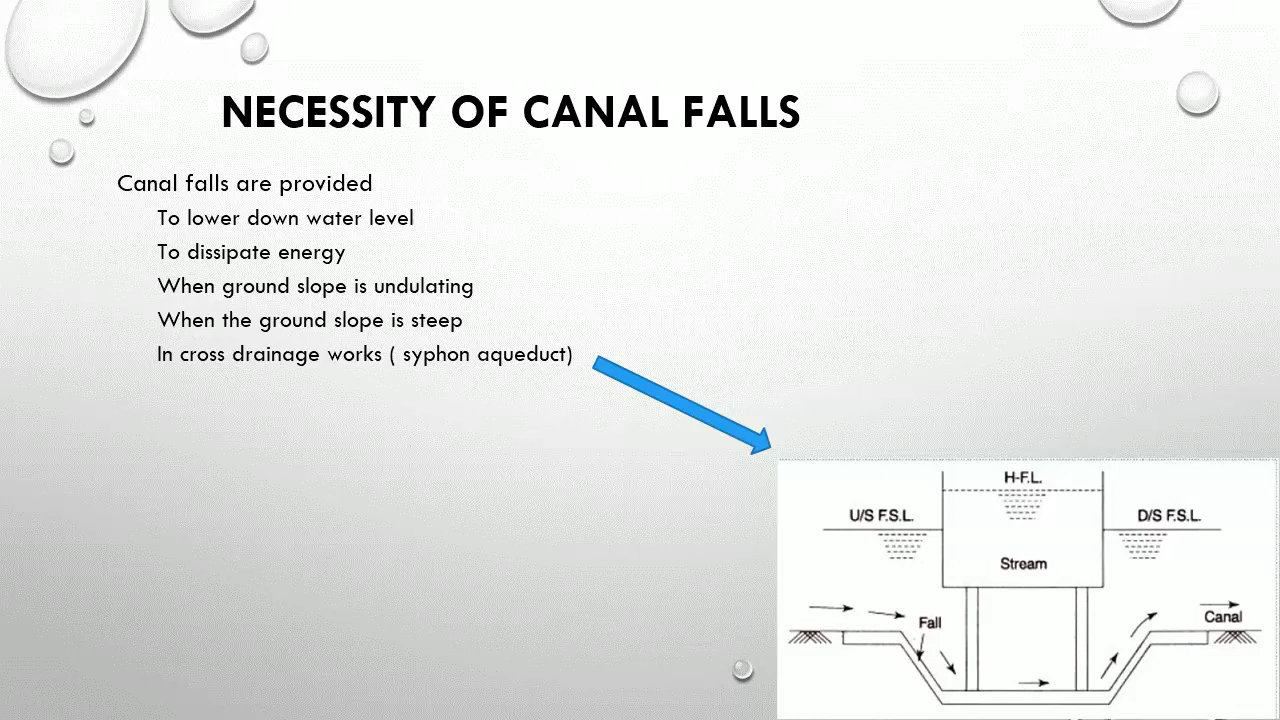 NECESSITY OF CANAL FALLS
Canal falls are provided
To lower down water level
To dissipate energy
When ground slope is undulating
When the ground slope is steep
In cross drainage works ( syphon aqueduct)
H-F.L.
U/S F.S.L.
D/S F.S.L.
Stream
Fall
Canal